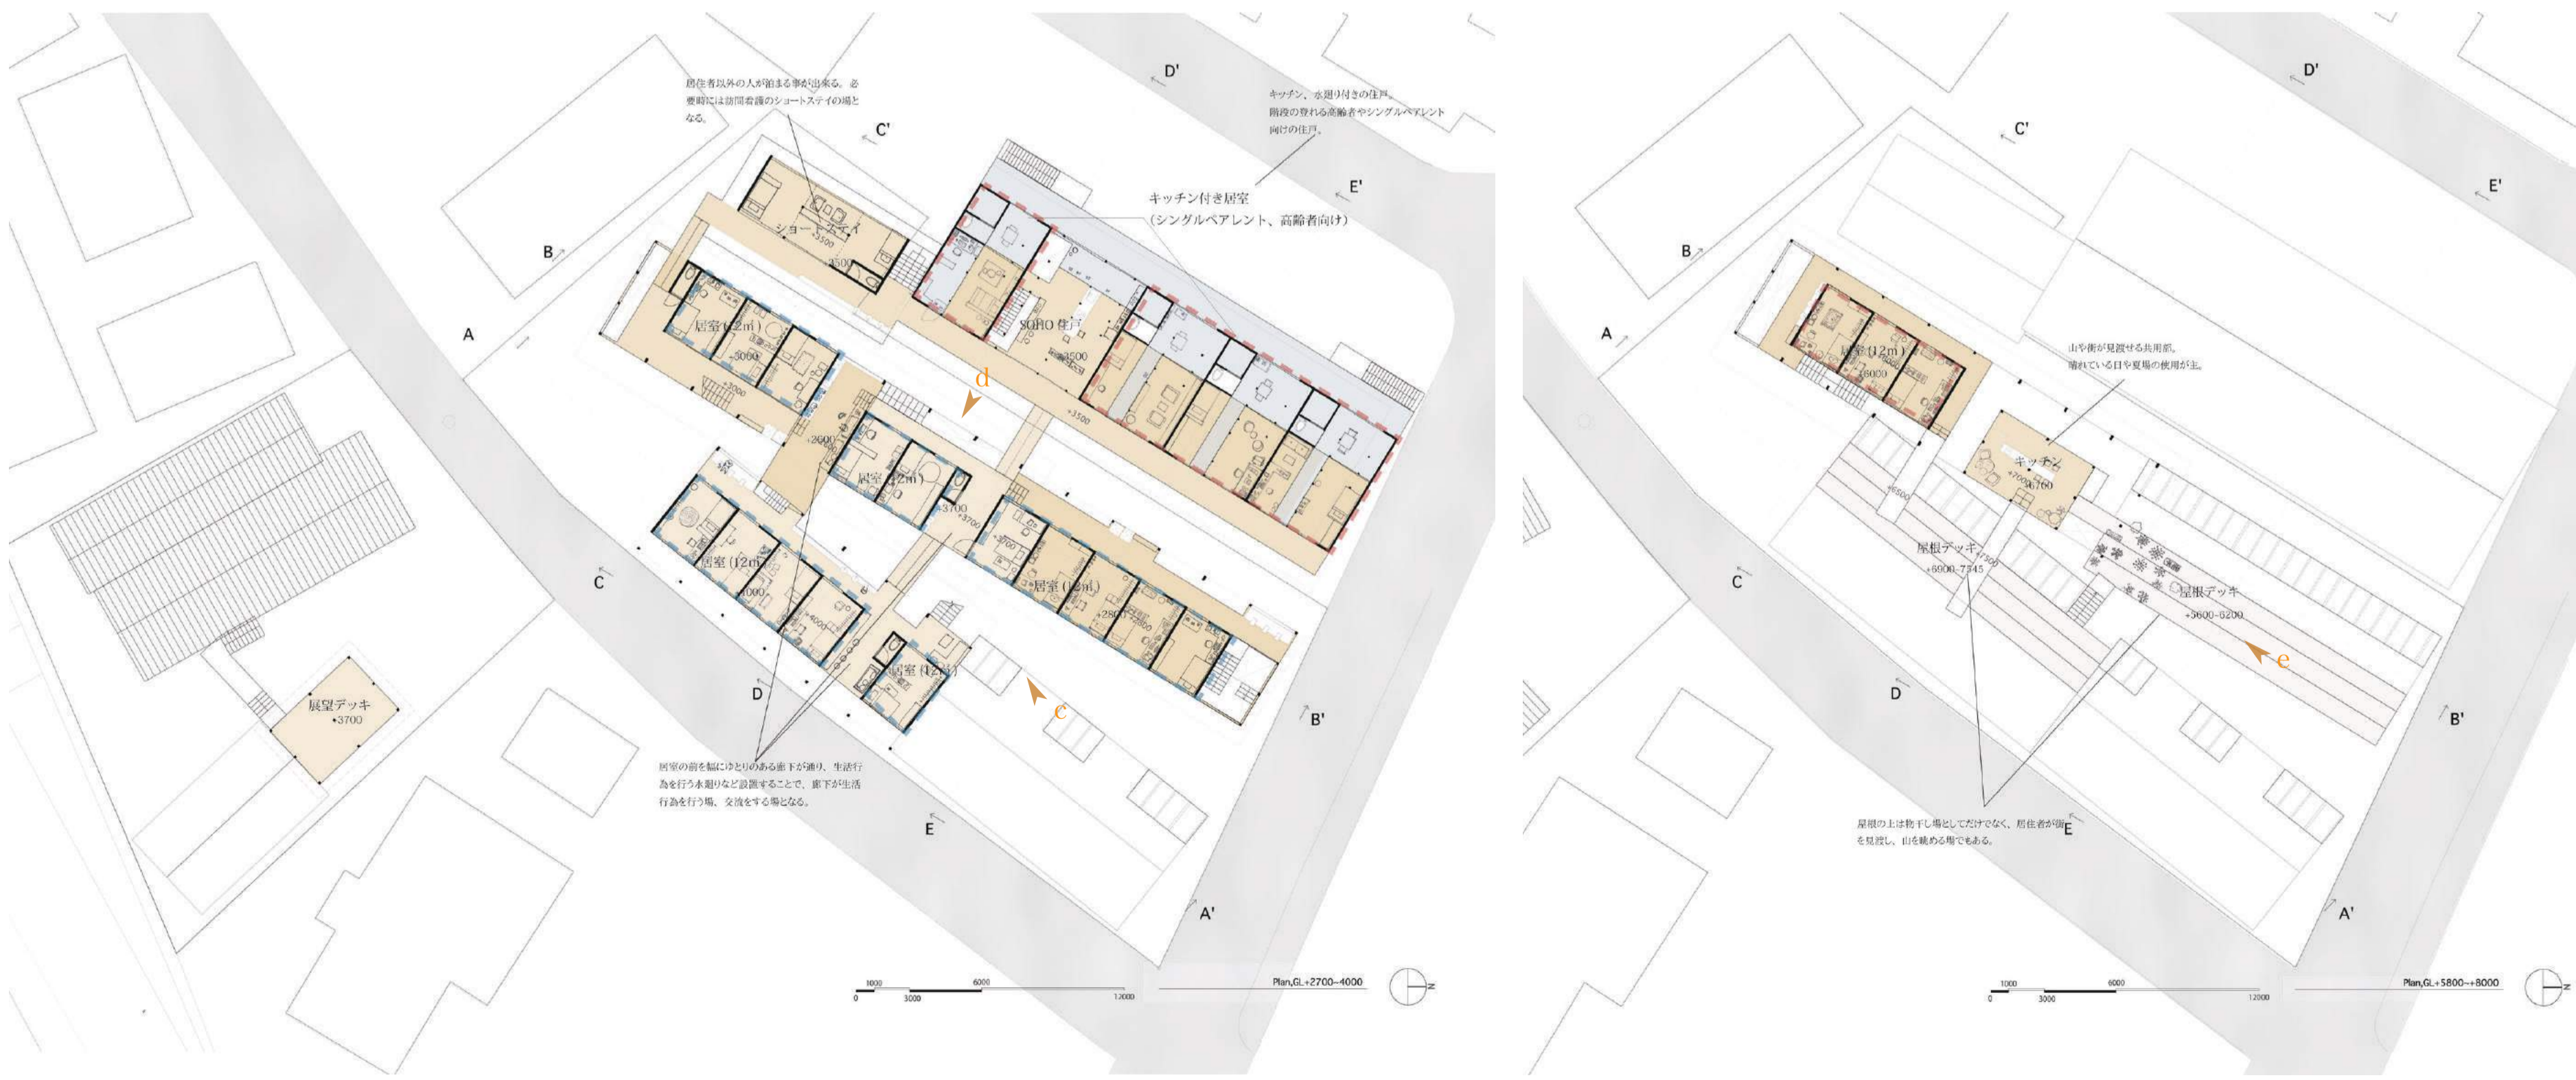 居住者以外の人が泊まる事が出来る。必
要時には訪問看護のショートステイの場と
なる。
キッチン、水廻り付きの住戸。
階段の登れる高齢者やシングルペアレント
向けの住戸。
キッチン付き居室
（シングルペアレント、高齢者向け）
D'
C'
E'
B
A
ショートステイ
+3500
+3500
居室(12㎡)
+3000
+3000
SOHO 住戸
+3500
+3500
d
+2600
居室(12㎡)
+3700
+3700
+3700
居室(12㎡)
+4000
+4000
居室(12㎡)
+2800
+2800
居室(12㎡)
c
C
D
E
B'
A'
展望デッキ
+3700
居室の前を幅にゆとりのある廊下が通り、生活行
為を行う水廻りなど設置することで、廊下が生活
行為を行う場、交流をする場となる。
0 1000 3000 6000 12000
Plan,GL+2700~4000
N
D'
C'
E'
B
A
居室(12㎡)
+6000
山や街が見渡せる共用部。
晴れている日や夏場の使用が主。
キッチン
+7000
+6700
+6500
屋根デッキ
+7500
+6900~7345
屋根デッキ
+5600~6200
e
C
D
E
B'
A'
屋根の上は物干し場としてだけでなく、居住者が街
を見渡し、山を眺める場でもある。
0 1000 3000 6000 12000
Plan,GL+5800~+8000
N